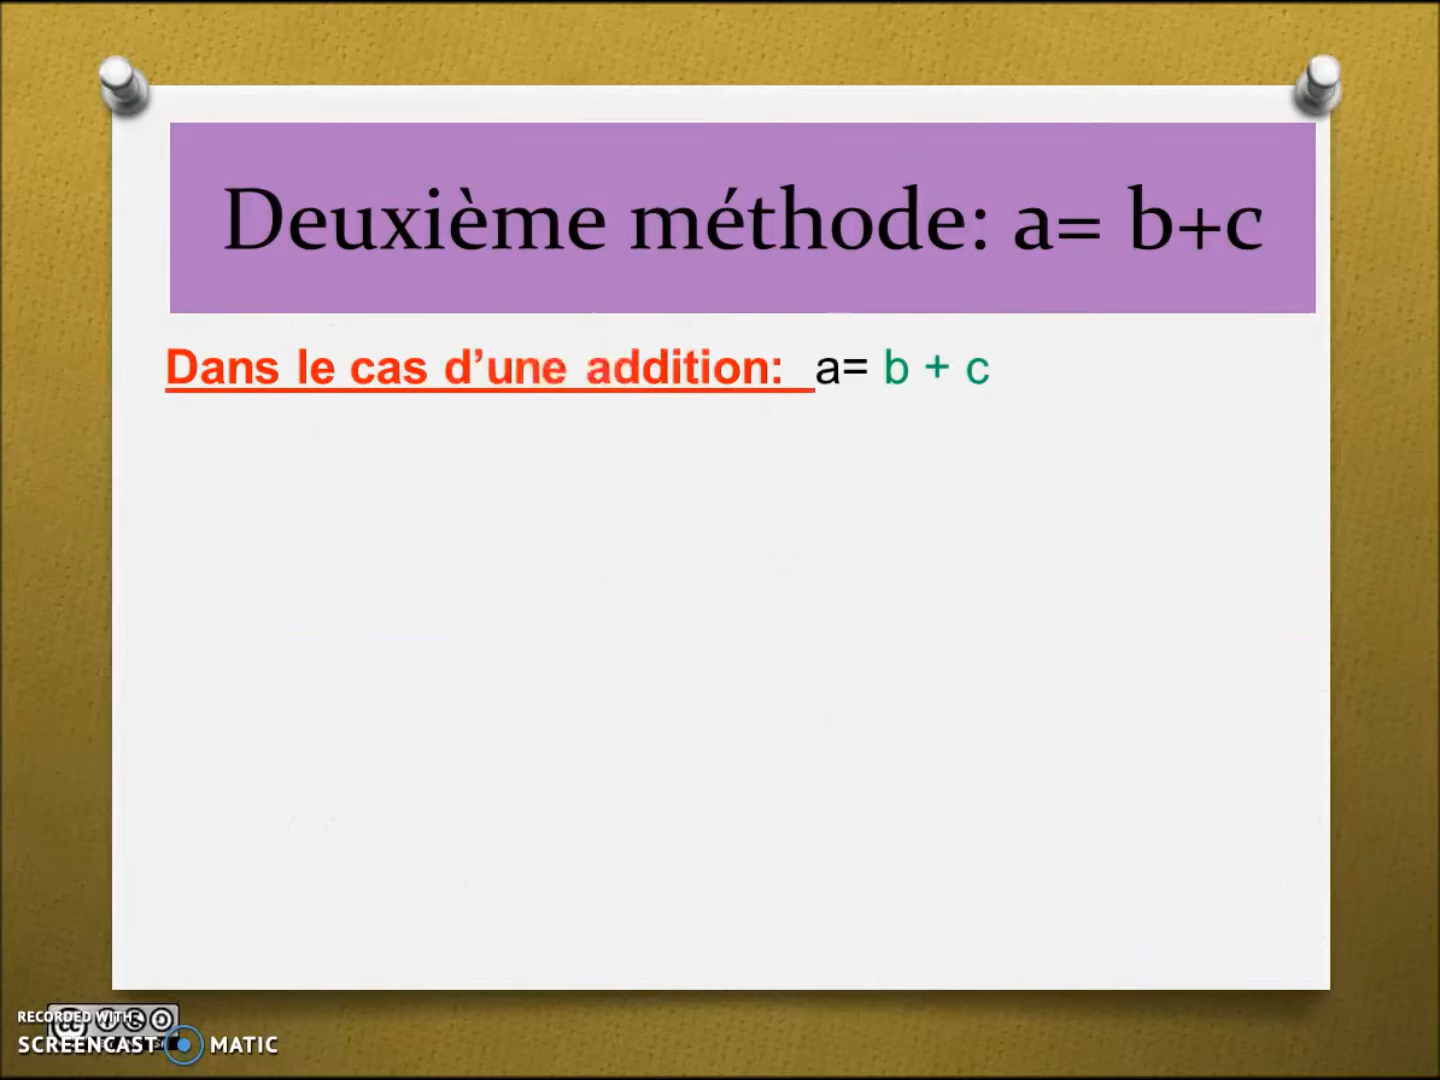 Deuxième méthode: a= b+c
Dans le cas d’une addition: a= b + c
RECORDED WITH
SCREENCAST MATIC